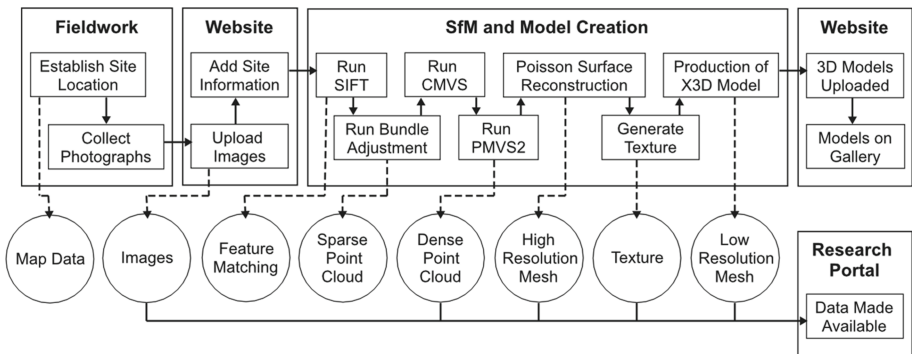 Fieldwork
Establish Site
Location
Collect
Photographs
Website
Add Site
Information
Upload
Images
SfM and Model Creation
Run
SIFT
Run Bundle
Adjustment
Run
CMVS
Run
PMVS2
Poisson Surface
Reconstruction
Generate
Texture
Production of
X3D Model
Website
3D Models
Uploaded
Models on
Gallery
Map Data
Images
Feature
Matching
Sparse
Point
Cloud
Dense
Point
Cloud
High
Resolution
Mesh
Texture
Low
Resolution
Mesh
Research
Portal
Data Made
Available